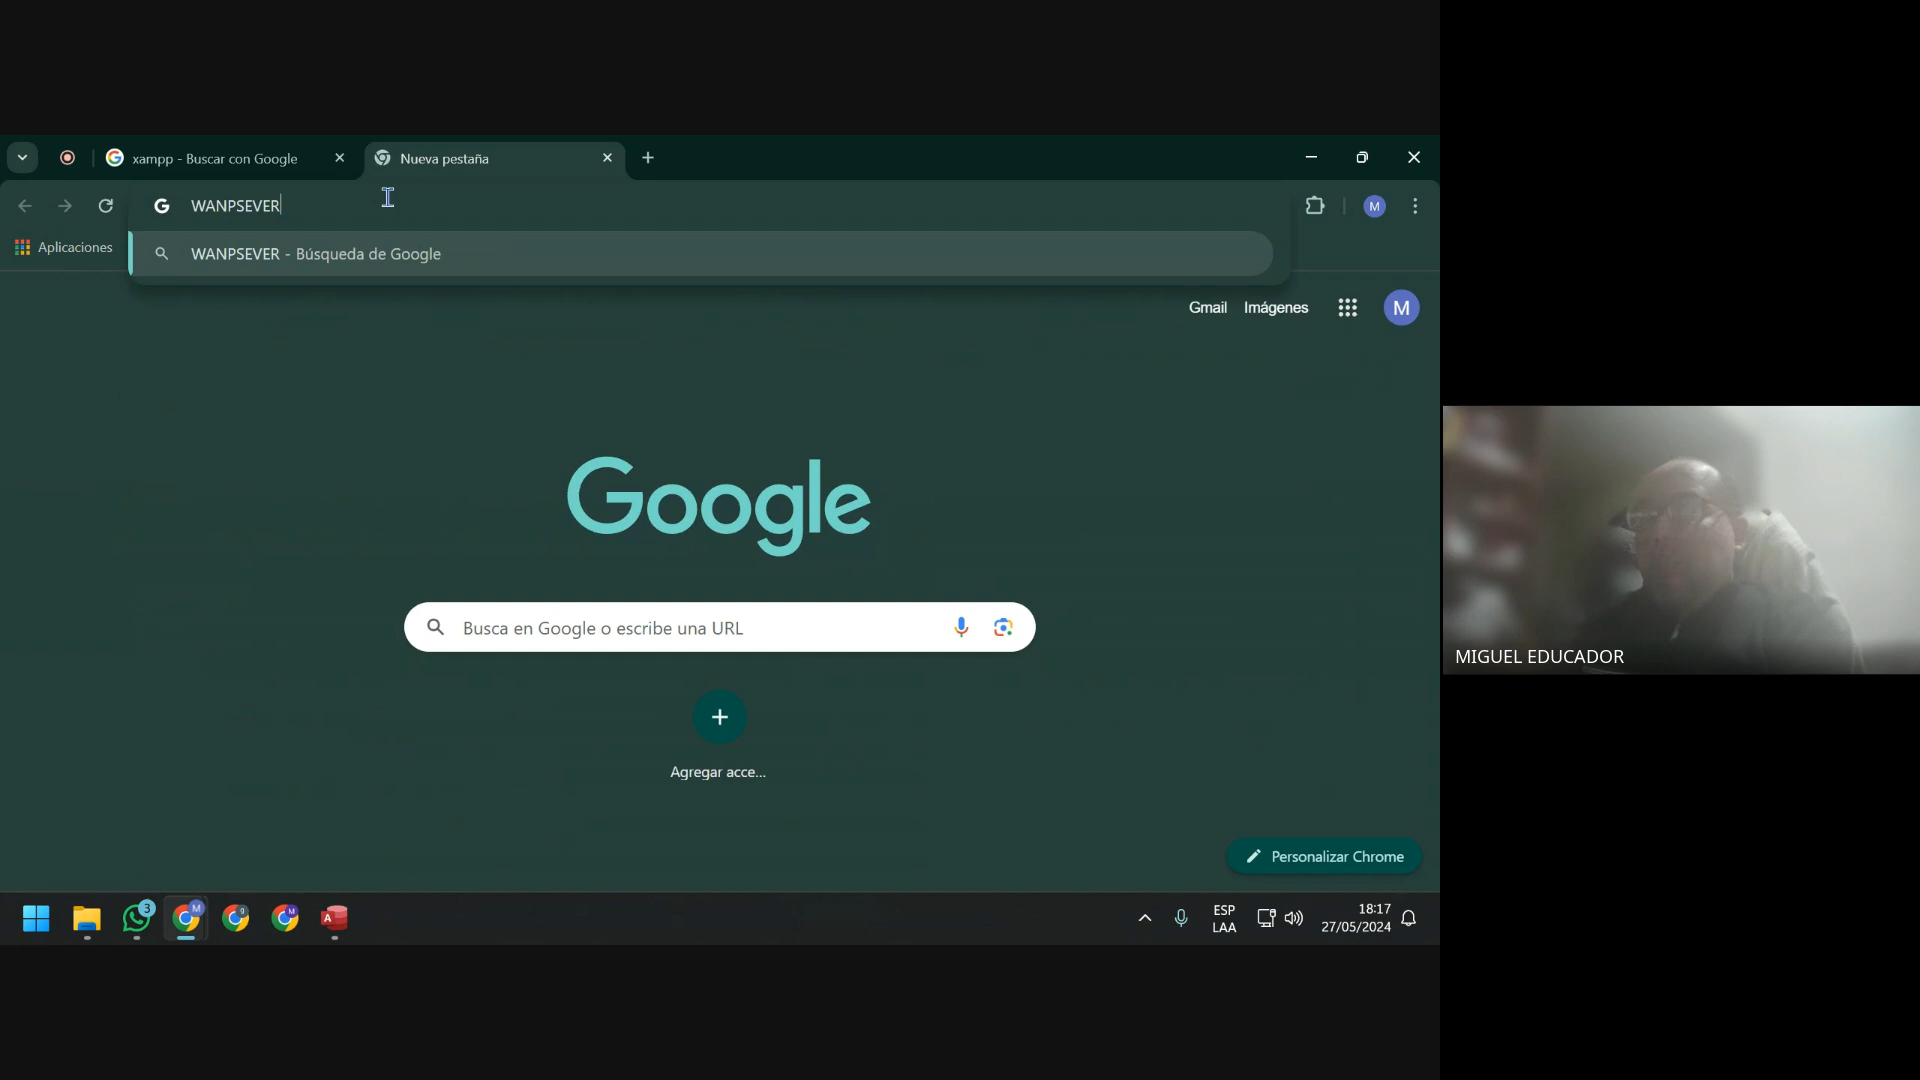 xampp - Buscar con Google
Nueva pestaña
WANPSEVER
M
Aplicaciones
WANPSEVER - Búsqueda de Google
Gmail
Imágenes
M
Google
Busca en Google o escribe una URL
Agregar acce...
MIGUEL EDUCADOR
Personalizar Chrome
3
ESP
LAA
18:17
27/05/2024